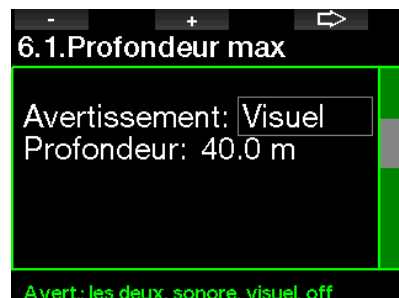 - +
6.1.Profondeur max
Avertissement: Visuel
Profondeur: 40.0 m
Avert.: les deux, sonore, visuel, off